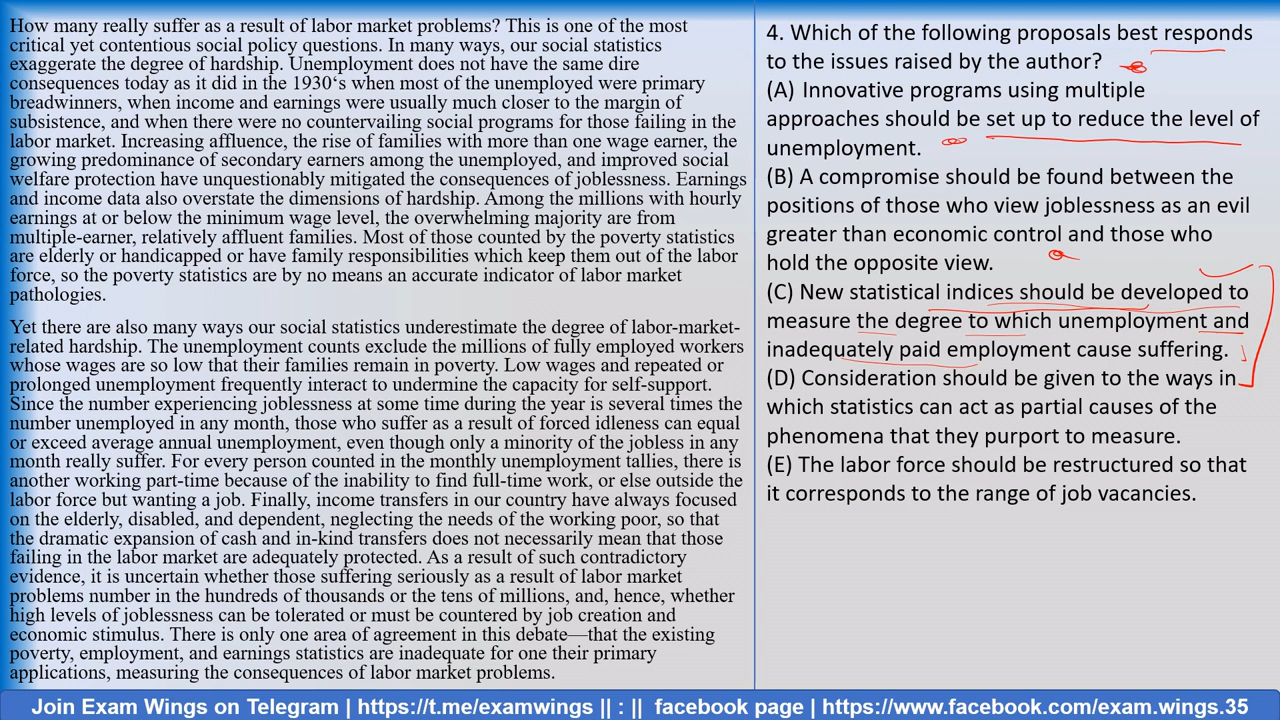 How many really suffer as a result of labor market problems? This is one of the most
critical yet contentious social policy questions. In many ways, our social statistics
exaggerate the degree of hardship. Unemployment does not have the same dire
consequences today as it did in the 1930‘s when most of the unemployed were primary
breadwinners, when income and earnings were usually much closer to the margin of
subsistence, and when there were no countervailing social programs for those failing in the
labor market. Increasing affluence, the rise of families with more than one wage earner, the
growing predominance of secondary earners among the unemployed, and improved social
welfare protection have unquestionably mitigated the consequences of joblessness. Earnings
and income data also overstate the dimensions of hardship. Among the millions with hourly
earnings at or below the minimum wage level, the overwhelming majority are from
multiple-earner, relatively affluent families. Most of those counted by the poverty statistics
are elderly or handicapped or have family responsibilities which keep them out of the labor
force, so the poverty statistics are by no means an accurate indicator of labor market
pathologies.
Yet there are also many ways our social statistics underestimate the degree of labor-market-
related hardship. The unemployment counts exclude the millions of fully employed workers
whose wages are so low that their families remain in poverty. Low wages and repeated or
prolonged unemployment frequently interact to undermine the capacity for self-support.
Since the number experiencing joblessness at some time during the year is several times the
number unemployed in any month, those who suffer as a result of forced idleness can equal
or exceed average annual unemployment, even though only a minority of the jobless in any
month really suffer. For every person counted in the monthly unemployment tallies, there is
another working part-time because of the inability to find full-time work, or else outside the
labor force but wanting a job. Finally, income transfers in our country have always focused
on the elderly, disabled, and dependent, neglecting the needs of the working poor, so that
the dramatic expansion of cash and in-kind transfers does not necessarily mean that those
failing in the labor market are adequately protected. As a result of such contradictory
evidence, it is uncertain whether those suffering seriously as a result of labor market
problems number in the hundreds of thousands or the tens of millions, and, hence, whether
high levels of joblessness can be tolerated or must be countered by job creation and
economic stimulus. There is only one area of agreement in this debate—that the existing
poverty, employment, and earnings statistics are inadequate for one their primary
applications, measuring the consequences of labor market problems.
4. Which of the following proposals best responds
to the issues raised by the author?
(A) Innovative programs using multiple
approaches should be set up to reduce the level of
unemployment.
(B) A compromise should be found between the
positions of those who view joblessness as an evil
greater than economic control and those who
hold the opposite view.
(C) New statistical indices should be developed to
measure the degree to which unemployment and
inadequately paid employment cause suffering.
(D) Consideration should be given to the ways in
which statistics can act as partial causes of the
phenomena that they purport to measure.
(E) The labor force should be restructured so that
it corresponds to the range of job vacancies.
Join Exam Wings on Telegram | https://t.me/examwings || : || facebook page | https://www.facebook.com/exam.wings.35